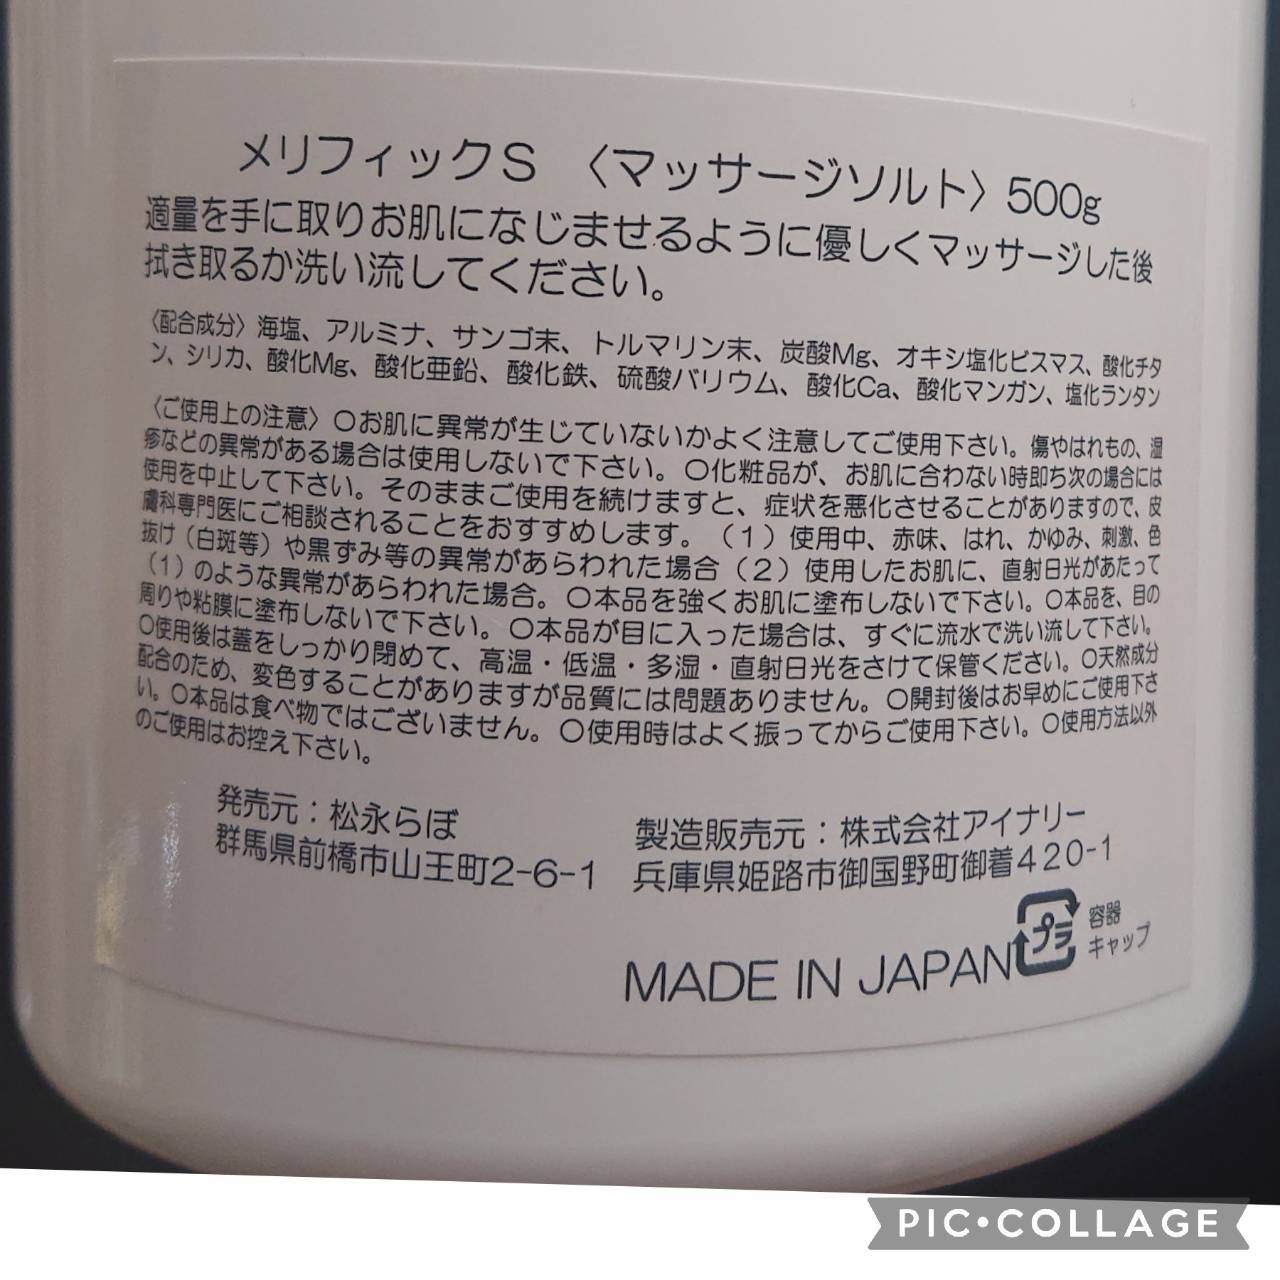 メリフィックS 〈マッサージソルト〉500g
適量を手に取りお肌になじませるように優しくマッサージした後
拭き取るか洗い流してください。
〈配合成分〉海塩、アルミナ、サンゴ末、トルマリン末、炭酸Mg、オキシ塩化ビスマス、酸化チタ
ン、シリカ、酸化Mg、酸化亜鉛、酸化鉄、硫酸バリウム、酸化Ca、酸化マンガン、塩化ランタン
〈ご使用上の注意〉〇お肌に異常が生じていないかよく注意してご使用下さい。傷やはれもの、湿
疹などの異常がある場合は使用しないで下さい。〇化粧品が、お肌に合わない時即ち次の場合には
使用を中止して下さい。そのままご使用を続けますと、症状を悪化させることがありますので、皮
膚科専門医にご相談されることをおすすめします。（1）使用中、赤味、はれ、かゆみ、刺激、色
抜け（白斑等）や黒ずみ等の異常があらわれた場合（2）使用したお肌に、直射日光があたって
（1）のような異常があらわれた場合。〇本品を強くお肌に塗布しないで下さい。〇本品を、目の
周りや粘膜に塗布しないで下さい。〇本品が目に入った場合は、すぐに流水で洗い流して下さい。
〇使用後は蓋をしっかり閉めて、高温・低温・多湿・直射日光をさけて保管ください。〇天然成分
配合のため、変色することがありますが品質には問題ありません。〇開封後はお早めにご使用下さ
い。〇本品は食べ物ではございません。〇使用時はよく振ってからご使用下さい。〇使用方法以外
のご使用はお控え下さい。
発売元：松永らぼ
群馬県前橋市山王町2-6-1
製造販売元：株式会社アイナリー
兵庫県姫路市御国野町御着420-1
プラ
容器
キャップ
MADE IN JAPAN
PIC•COLLAGE